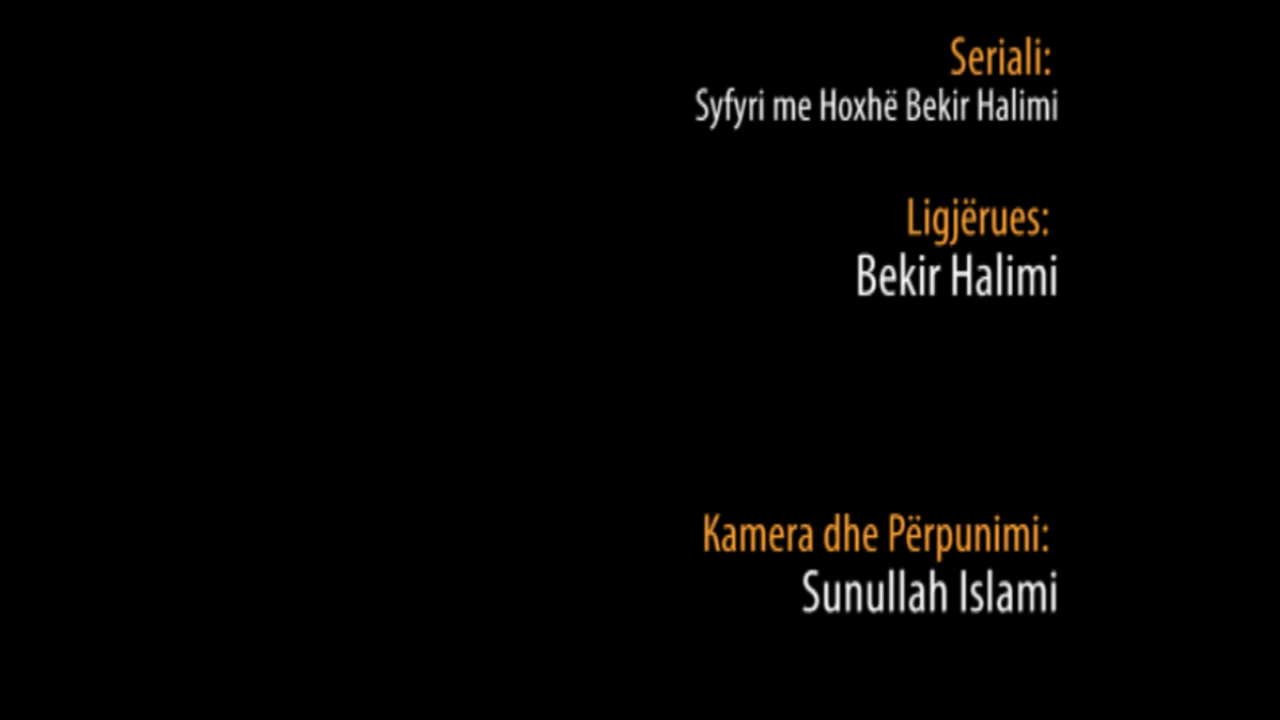 Seriali:
Syfyri me Hoxhë Bekir Halimi
Ligjërues:
Bekir Halimi
Kamera dhe Përpunimi:
Sunullah Islami